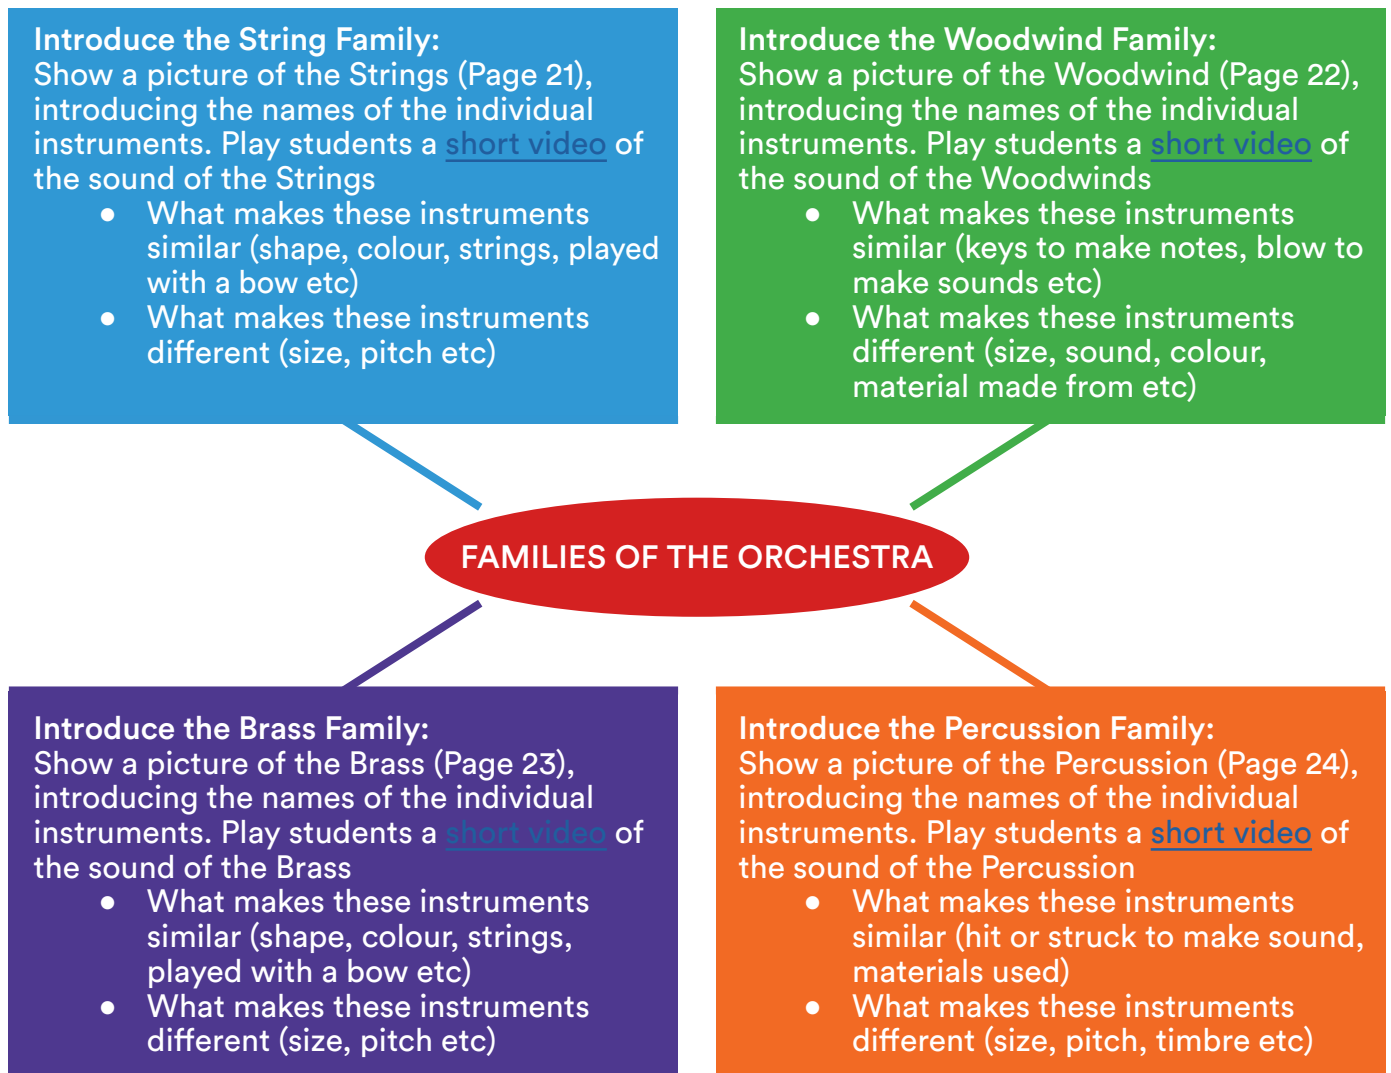 Introduce the String Family:
Show a picture of the Strings (Page 21),
introducing the names of the individual
instruments. Play students a short video of
the sound of the Strings
● What makes these instruments
similar (shape, colour, strings, played
with a bow etc)
● What makes these instruments
different (size, pitch etc)
Introduce the Woodwind Family:
Show a picture of the Woodwind (Page 22),
introducing the names of the individual
instruments. Play students a short video of
the sound of the Woodwinds
● What makes these instruments
similar (keys to make notes, blow to
make sounds etc)
● What makes these instruments
different (size, sound, colour,
material made from etc)
FAMILIES OF THE ORCHESTRA
Introduce the Brass Family:
Show a picture of the Brass (Page 23),
introducing the names of the individual
instruments. Play students a short video of
the sound of the Brass
● What makes these instruments
similar (shape, colour, strings,
played with a bow etc)
● What makes these instruments
different (size, pitch etc)
Introduce the Percussion Family:
Show a picture of the Percussion (Page 24),
introducing the names of the individual
instruments. Play students a short video of
the sound of the Percussion
● What makes these instruments
similar (hit or struck to make sound,
materials used)
● What makes these instruments
different (size, pitch, timbre etc)